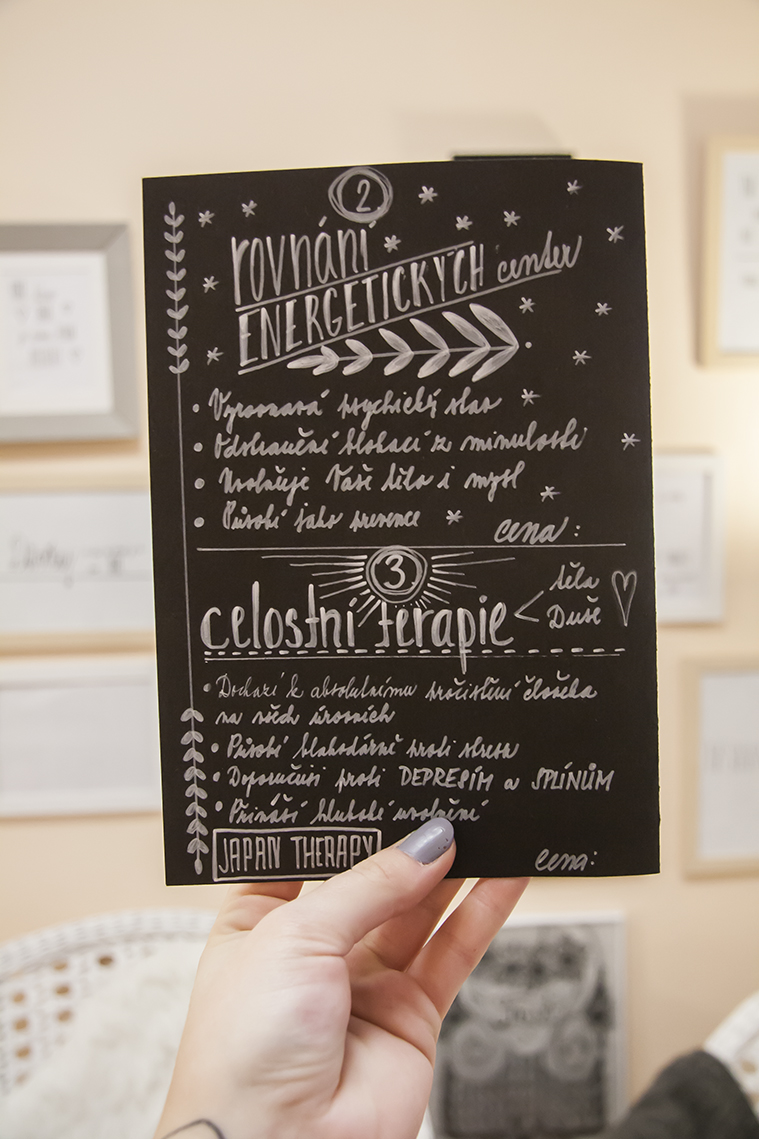 2
rovnání
ENERGETICKÝCH center
• Vyrovnává psychický stav
• Odstranění blokací z minulosti
• Uvolňuje Vaše tělo i mysl
• Působí jako prevence
cena:
3
celostní terapie < těla
Duše
• Dochází k absolutnímu pročištění člověka
na všech úrovních
• Působí blahodárně proti stresu
• Doporučuji proti DEPRESÍM a SPLÍNŮM
• Přináší hluboké uvolnění
JAPAN THERAPY
cena: